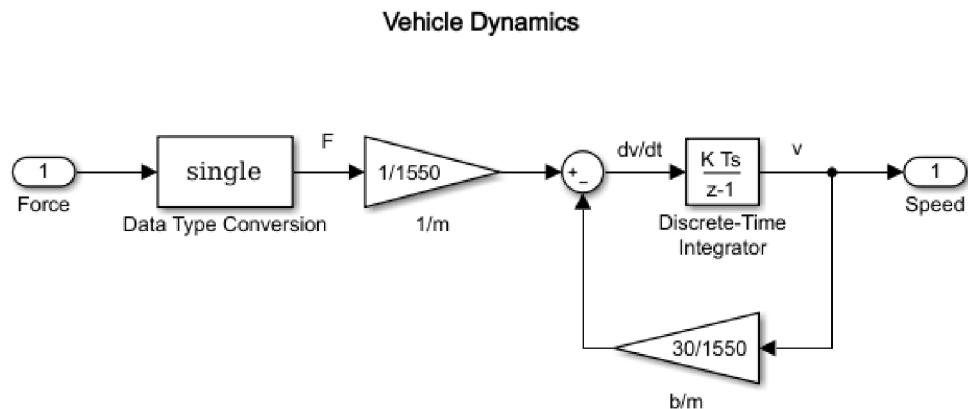 Vehicle Dynamics
1
Force
single
Data Type Conversion
F
1/1550
1/m
+
−
dv/dt
K Ts
z-1
Discrete-Time
Integrator
v
1
Speed
30/1550
b/m